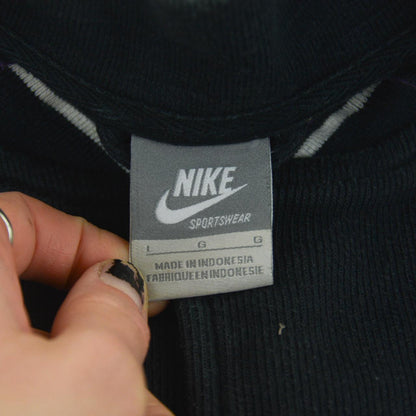 NIKE
SPORTSWEAR
L G G
MADE IN INDONESIA
FABRIQUE EN INDONESIE